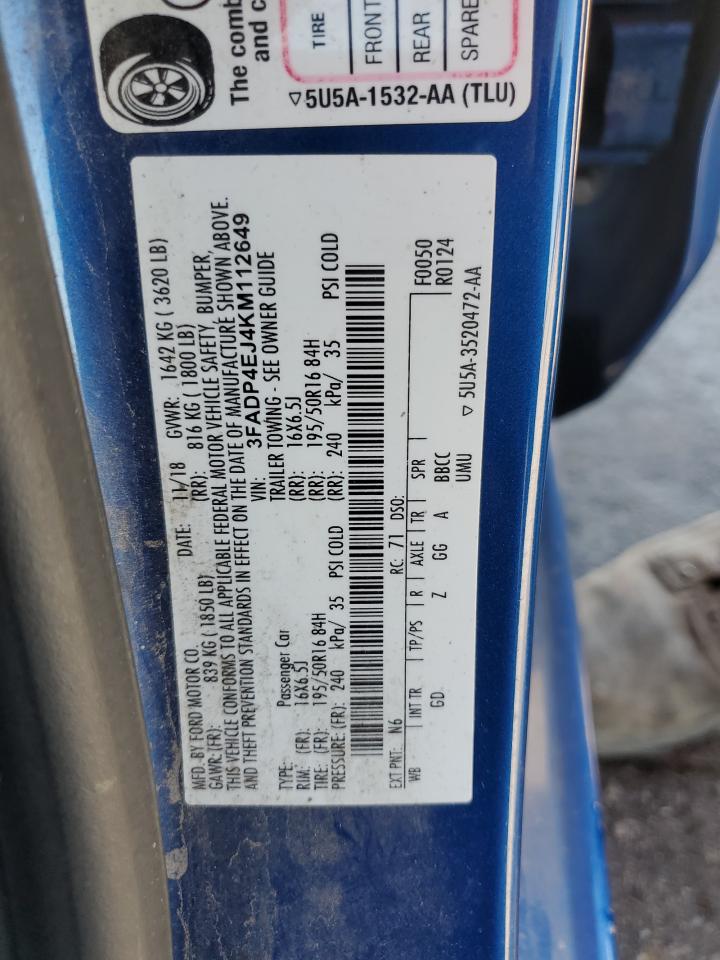 The comb
and c
TIRE
FRONT
REAR
SPARE
5U5A-1532-AA (TLU)
MFD. BY FORD MOTOR CO.
DATE: 11/18 GVWR: 1642 KG ( 3620 LB)
GAWR: (FR): 839 KG ( 1850 LB) (RR): 816 KG ( 1800 LB)
THIS VEHICLE CONFORMS TO ALL APPLICABLE FEDERAL MOTOR VEHICLE SAFETY, BUMPER,
AND THEFT PREVENTION STANDARDS IN EFFECT ON THE DATE OF MANUFACTURE SHOWN ABOVE.
VIN: 3FADP4EJ4KM112649
TYPE: Passenger Car TRAILER TOWING - SEE OWNER GUIDE
RIM: (FR): 16X6.5J (RR): 16X6.5J
TIRE: (FR): 195/50R16 84H (RR): 195/50R16 84H
PRESSURE: (FR): 240 kPa/ 35 PSI COLD (RR): 240 kPa/ 35 PSI COLD
EXT PNT: N6 RC: 71 DSO: F0050
R0124
WB INT TR TP/PS R AXLE TR SPR
GD Z GG A BBCC
UMU
5U5A-3520472-AA